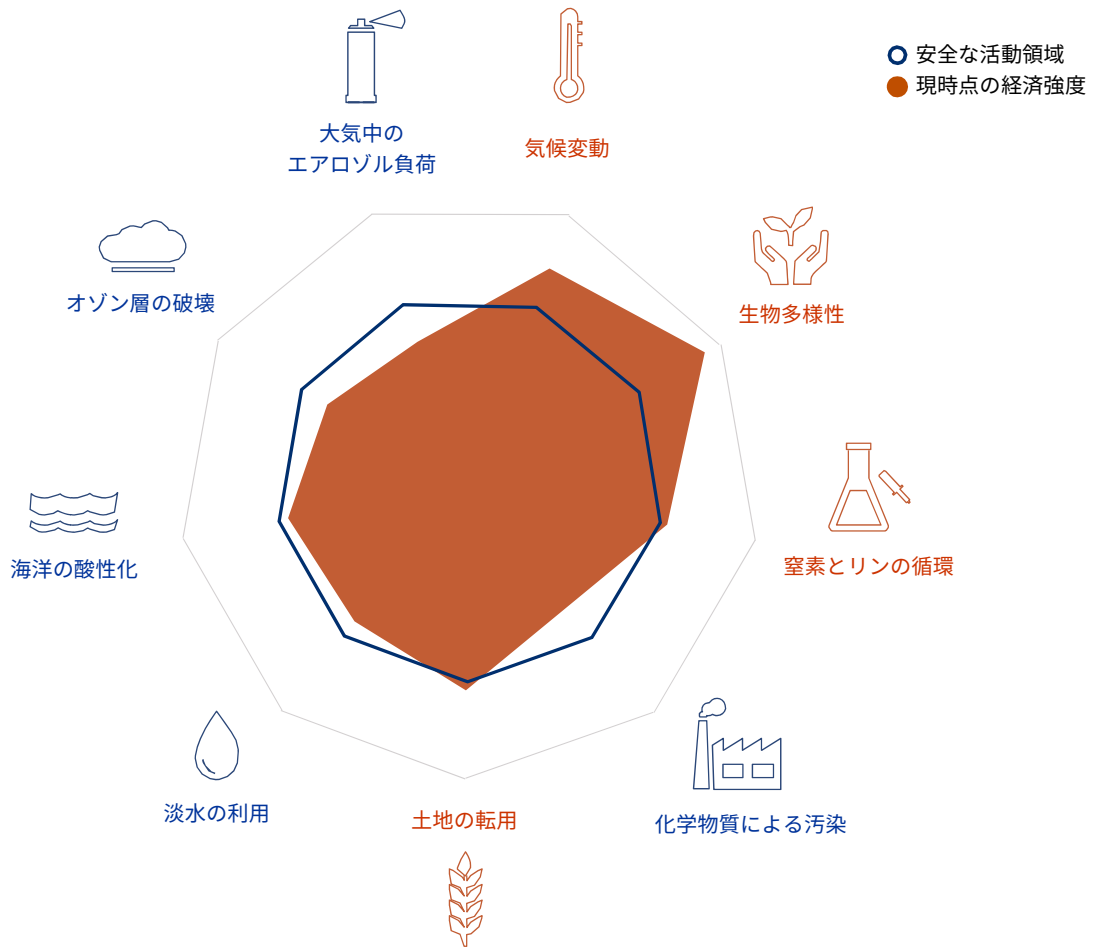 安全な活動領域
現時点の経済強度
大気中の
エアロゾル負荷
気候変動
オゾン層の破壊
生物多様性
海洋の酸性化
窒素とリンの循環
淡水の利用
土地の転用
化学物質による汚染